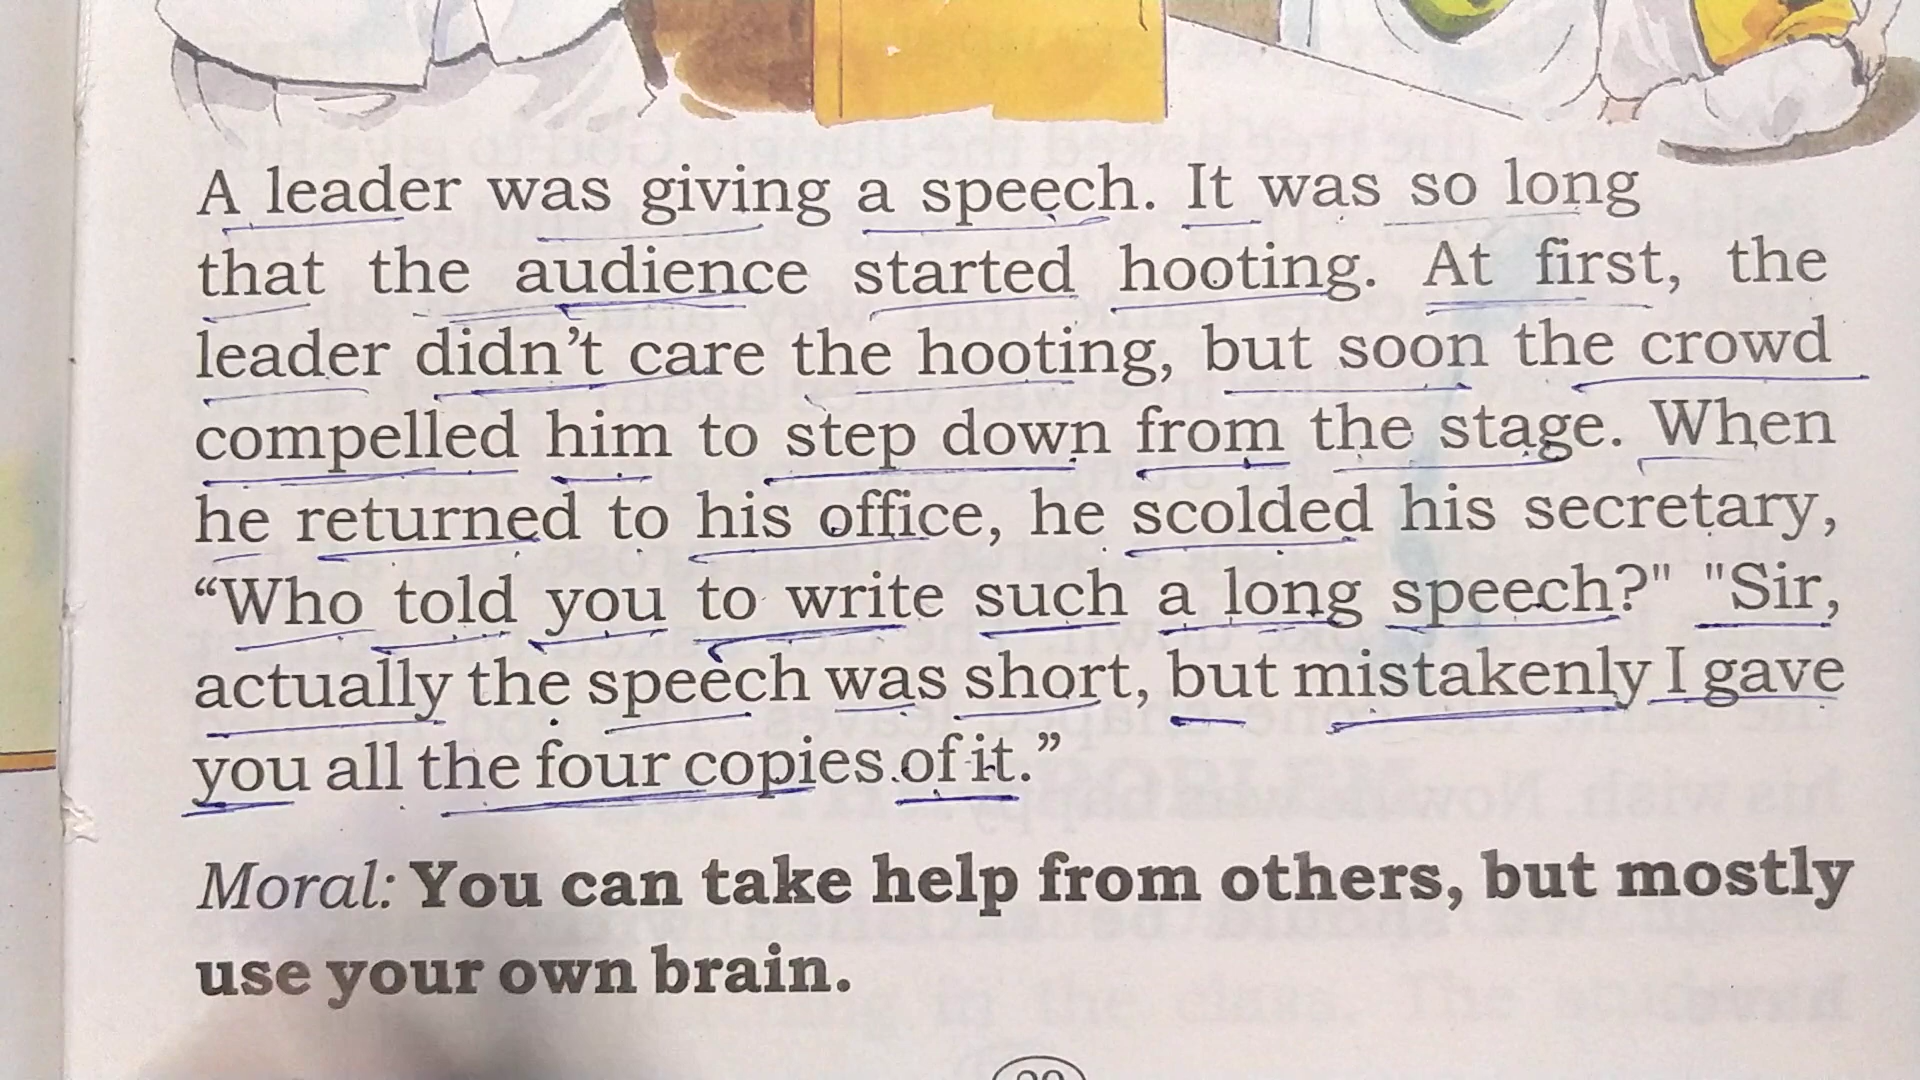 A leader was giving a speech. It was so long
that the audience started hooting. At first, the
leader didn't care the hooting, but soon the crowd
compelled him to step down from the stage. When
he returned to his office, he scolded his secretary,
“Who told you to write such a long speech?" "Sir,
actually the speech was short, but mistakenly I gave
you all the four copies of it.”
Moral: You can take help from others, but mostly
use your own brain.